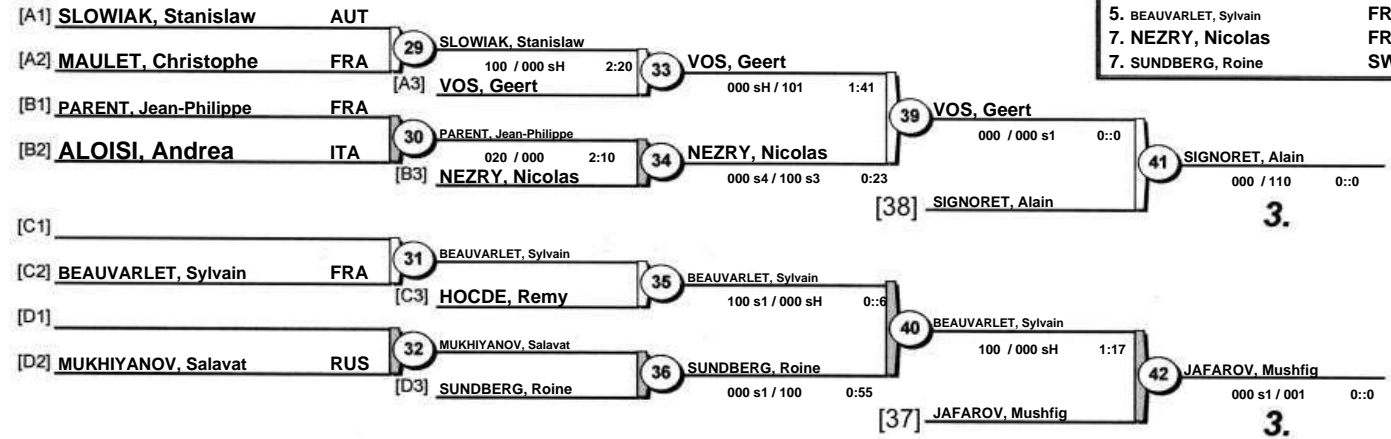 [A1] SLOWIAK, Stanislaw AUT
5. BEAUVARLET, Sylvain FR
29 SLOWIAK, Stanislaw
7. NEZRY, Nicolas FR
[A2] MAULET, Christophe FRA
100 / 000 sH 2:20 33 VOS, Geert
7. SUNDBERG, Roine SW
[A3] VOS, Geert
000 sH / 101 1:41
[B1] PARENT, Jean-Philippe FRA
39 VOS, Geert
30 PARENT, Jean-Philippe
000 / 000 s1 0::0
[B2] ALOISI, Andrea ITA
020 / 000 2:10 34 NEZRY, Nicolas
41 SIGNORET, Alain
[B3] NEZRY, Nicolas
000 s4 / 100 s3 0:23
000 / 110 0::0
[38] SIGNORET, Alain
3.
[C1]
31 BEAUVARLET, Sylvain
[C2] BEAUVARLET, Sylvain FRA
35 BEAUVARLET, Sylvain
[C3] HOCDE, Remy
100 s1 / 000 sH 0::6
[D1]
40 BEAUVARLET, Sylvain
32 MUKHIYANOV, Salavat
100 / 000 sH 1:17
[D2] MUKHIYANOV, Salavat RUS
36 SUNDBERG, Roine
42 JAFAROV, Mushfig
[D3] SUNDBERG, Roine
000 s1 / 100 0:55
000 s1 / 001 0::0
[37] JAFAROV, Mushfig
3.